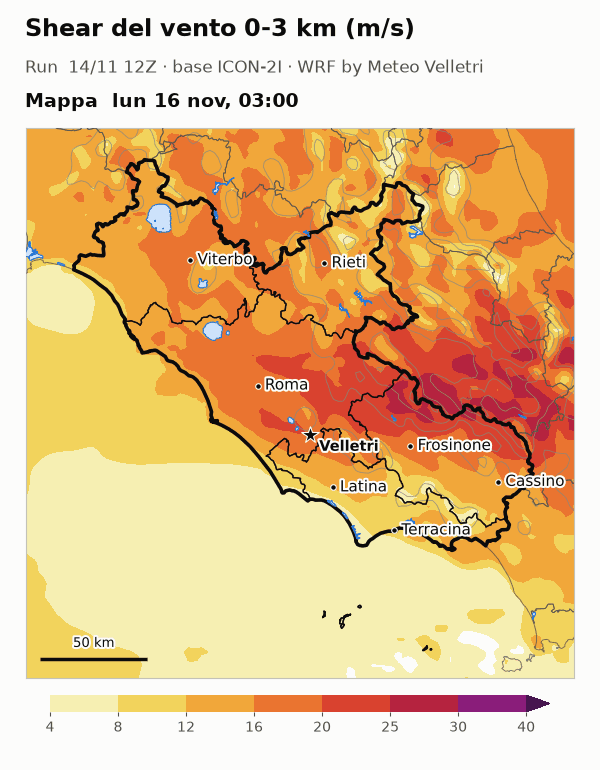 Shear del vento 0-3 km (m/s)
Run  14/11 12Z · base ICON-2I · WRF by Meteo Velletri
Mappa  lun 16 nov, 03:00
Viterbo
Rieti
Roma
Velletri
Frosinone
Latina
Cassino
Terracina
50 km
4 8 12 16 20 25 30 40